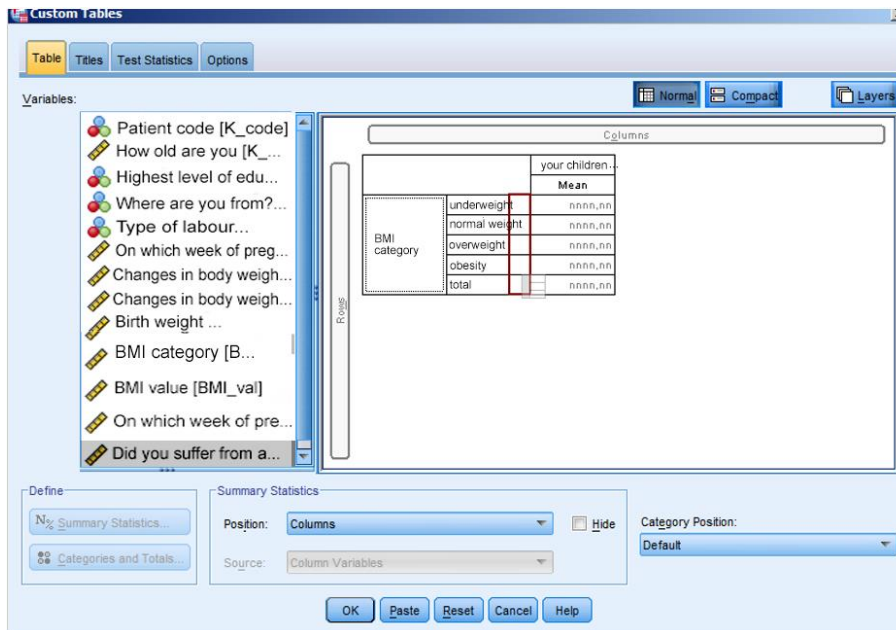 Custom Tables
Table Titles Test Statistics Options
Variables:
Normal Compact Layers
Patient code [K_code]
How old are you [K_...
Highest level of edu...
Where are you from?...
Type of labour...
On which week of preg...
Changes in body weigh...
Changes in body weigh...
Birth weight ...
BMI category [B...
BMI value [BMI_val]
On which week of pre...
Did you suffer from a...
Columns
Rows
your children...
Mean
BMI category
underweight nnnn,nn
normal weight nnnn,nn
overweight nnnn,nn
obesity nnnn,nn
total nnnn,nn
Define
N% Summary Statistics...
Categories and Totals...
Summary Statistics
Position: Columns Hide
Source: Column Variables
Category Position:
Default
OK Paste Reset Cancel Help